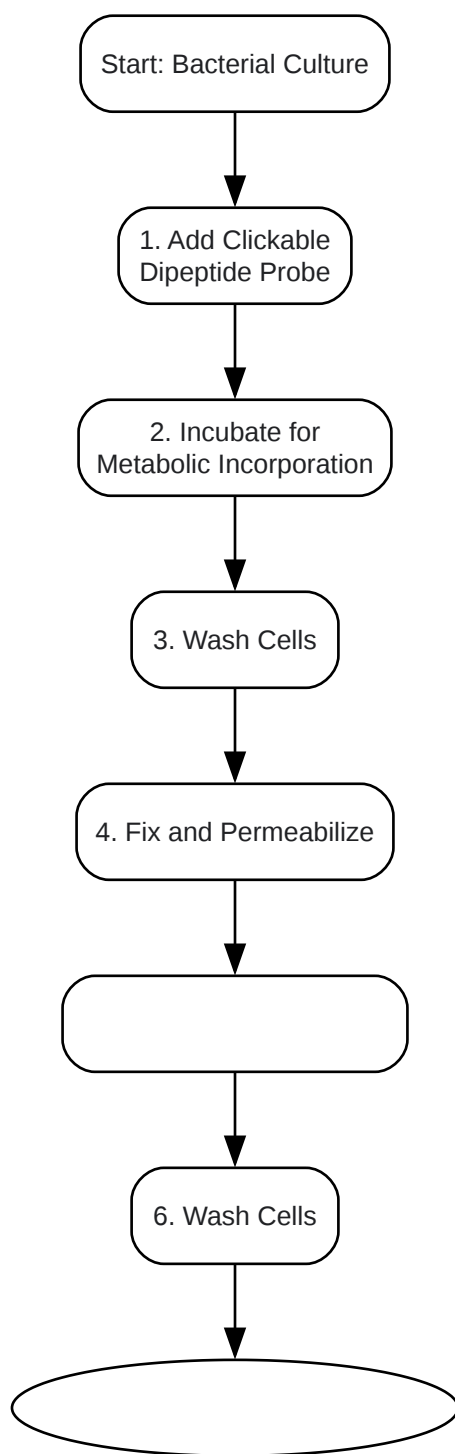 Start: Bacterial Culture
1. Add Clickable
Dipeptide Probe
2. Incubate for
Metabolic Incorporation
3. Wash Cells
4. Fix and Permeabilize
6. Wash Cells